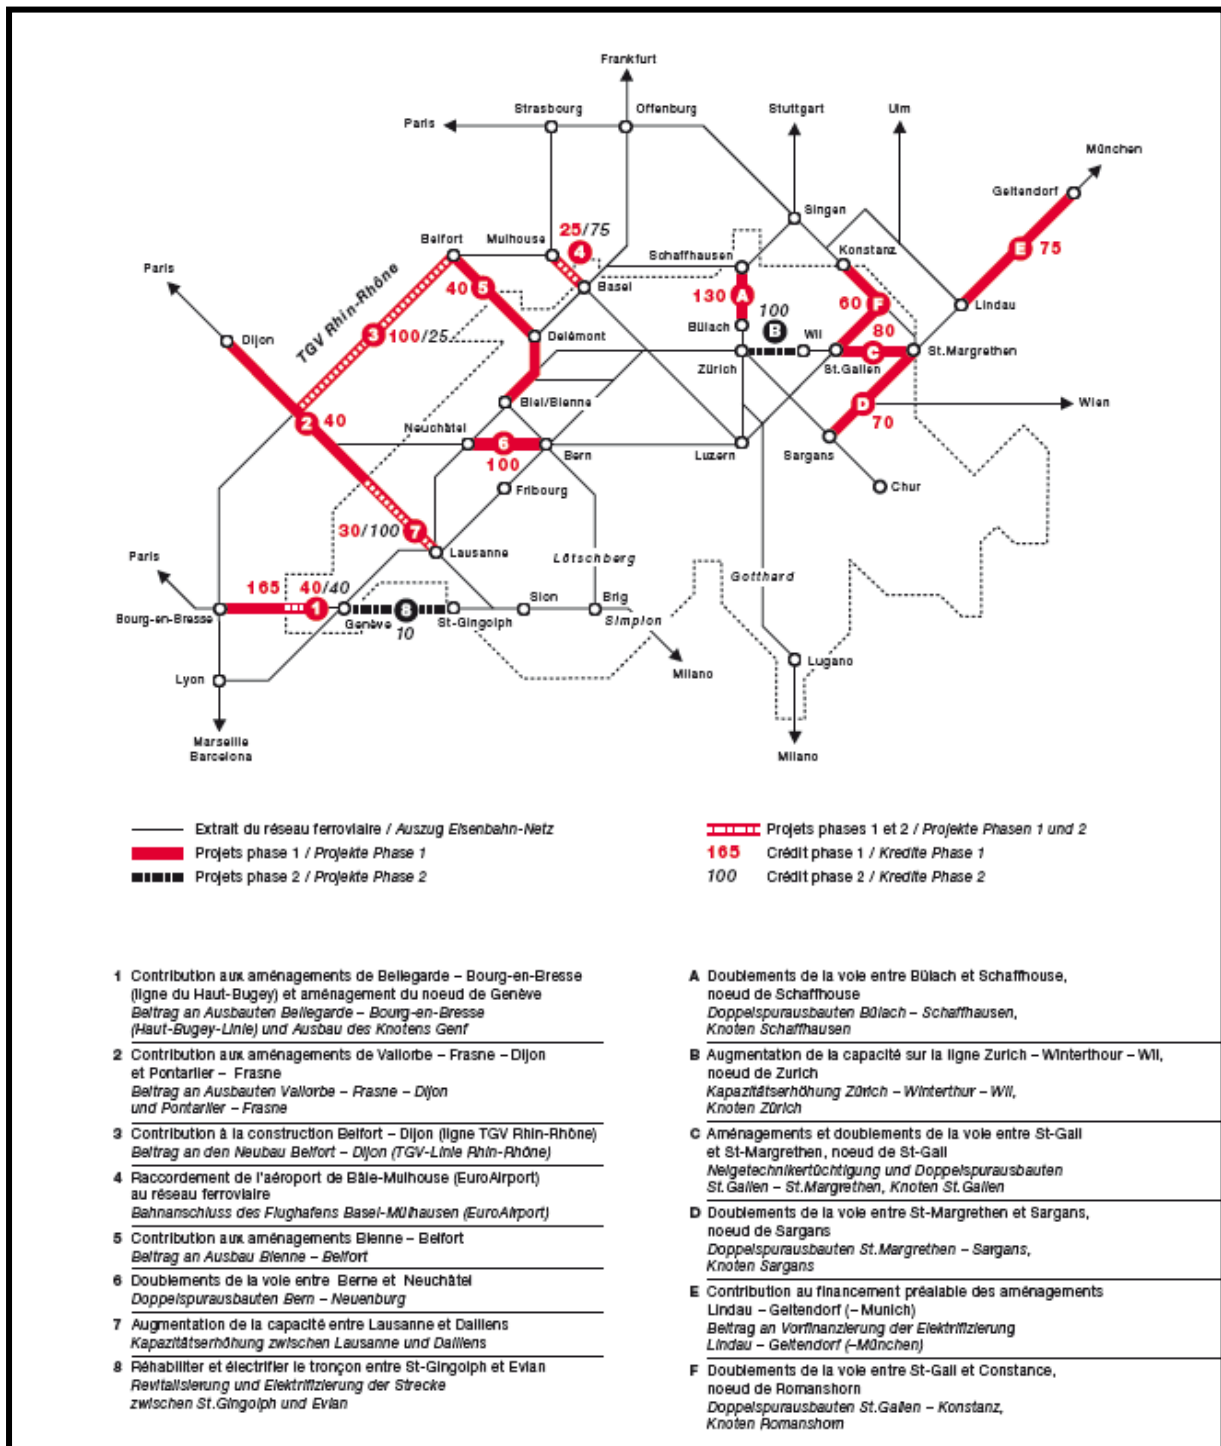 Frankfurt
Strasbourg
Offenburg
Stuttgart
Ulm
Paris
München
Geltendorf
Singen
Belfort
Mulhouse
25/75
4
Schaffhausen
Konstanz
E
75
Paris
TGV Rhin-Rhône
40
5
Basel
130
A
60
F
Lindau
100
B
Bülach
80
Dijon
3
100/25
Delémont
Wil
Zürich
St.Gallen
C
St.Margrethen
Biel/Bienne
D
Wien
2
40
Neuchâtel
70
6
Bern
Luzern
Sargans
100
Fribourg
Chur
30/100
7
Lausanne
Lötschberg
Paris
Gotthard
165
40/40
1
8
Sion
Brig
Bourg-en-Bresse
Genève
10
St-Gingolph
Simplon
Lugano
Lyon
Milano
Marseille
Barcelona
Milano
Extrait du réseau ferroviaire / Auszug Eisenbahn-Netz
Projets phase 1 / Projekte Phase 1
Projets phase 2 / Projekte Phase 2
Projets phases 1 et 2 / Projekte Phasen 1 und 2
165 Crédit phase 1 / Kredite Phase 1
100 Crédit phase 2 / Kredite Phase 2
1 Contribution aux aménagements de Bellegarde – Bourg-en-Bresse
(ligne du Haut-Bugey) et aménagement du noeud de Genève
Beitrag an Ausbauten Bellegarde – Bourg-en-Bresse
(Haut-Bugey-Linie) und Ausbau des Knotens Genf
2 Contribution aux aménagements de Vallorbe – Frasne – Dijon
et Pontarlier – Frasne
Beitrag an Ausbauten Vallorbe – Frasne – Dijon
und Pontarlier – Frasne
3 Contribution à la construction Belfort – Dijon (ligne TGV Rhin-Rhône)
Beitrag an den Neubau Belfort – Dijon (TGV-Linie Rhin-Rhône)
4 Raccordement de l'aéroport de Bâle-Mulhouse (EuroAirport)
au réseau ferroviaire
Bahnanschluss des Flughafens Basel-Mülhausen (EuroAirport)
5 Contribution aux aménagements Bienne – Belfort
Beitrag an Ausbau Bienne – Belfort
6 Doublements de la voie entre Berne et Neuchâtel
Doppelspurausbauten Bern – Neuenburg
7 Augmentation de la capacité entre Lausanne et Daillens
Kapazitätserhöhung zwischen Lausanne und Daillens
8 Réhabiliter et électrifier le tronçon entre St-Gingolph et Evian
Revitalisierung und Elektrifizierung der Strecke
zwischen St.Gingolph und Evian
A Doublements de la voie entre Bülach et Schaffhouse,
noeud de Schaffhouse
Doppelspurausbauten Bülach – Schaffhausen,
Knoten Schaffhausen
B Augmentation de la capacité sur la ligne Zurich – Winterthour – Wil,
noeud de Zurich
Kapazitätserhöhung Zürich – Winterthur – Wil,
Knoten Zürich
C Aménagements et doublements de la voie entre St-Gall
et St-Margrethen, noeud de St-Gall
Neigetechnikertüchtigung und Doppelspurausbauten
St.Gallen – St.Margrethen, Knoten St.Gallen
D Doublements de la voie entre St-Margrethen et Sargans,
noeud de Sargans
Doppelspurausbauten St.Margrethen – Sargans,
Knoten Sargans
E Contribution au financement préalable des aménagements
Lindau – Geltendorf (– Munich)
Beitrag an Vorfinanzierung der Elektrifizierung
Lindau – Geltendorf (–München)
F Doublements de la voie entre St-Gall et Constance,
noeud de Romanshorn
Doppelspurausbauten St.Gallen – Konstanz,
Knoten Romanshorn